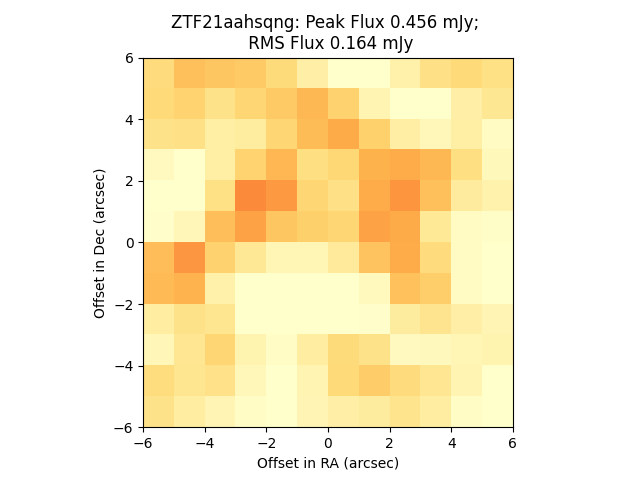 ZTF21aahsqng: Peak Flux 0.456 mJy;
RMS Flux 0.164 mJy
6
4
2
0
−2
−4
−6
Offset in Dec (arcsec)
−6 −4 −2 0 2 4 6
Offset in RA (arcsec)